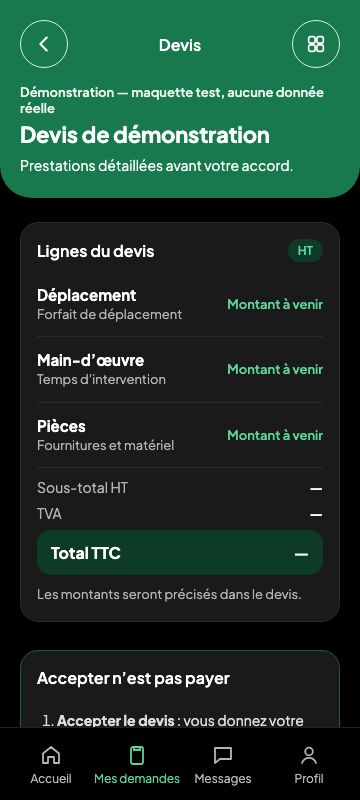 Devis
Démonstration — maquette test, aucune donnée
réelle
Devis de démonstration
Prestations détaillées avant votre accord.
Lignes du devis
HT
Déplacement
Forfait de déplacement
Montant à venir
Main-d’œuvre
Temps d’intervention
Montant à venir
Pièces
Fournitures et matériel
Montant à venir
Sous-total HT —
TVA —
Total TTC —
Les montants seront précisés dans le devis.
Accepter n’est pas payer
1. Accepter le devis : vous donnez votre
Accueil
Mes demandes
Messages
Profil